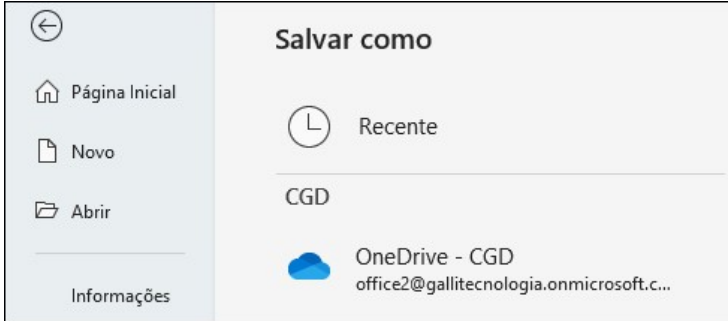 Salvar como
Página Inicial
Novo
Abrir
Informações
Recente
CGD
OneDrive - CGD
office2@gallitecnologia.onmicrosoft.c...